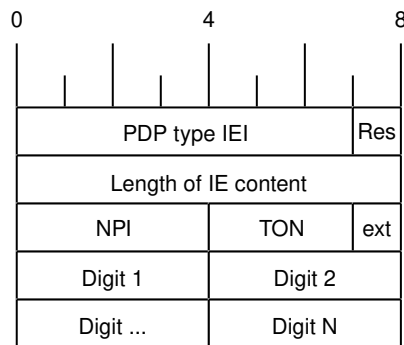 0 4 8
PDP type IEI Res
Length of IE content
NPI TON ext
Digit 1 Digit 2
Digit ... Digit N